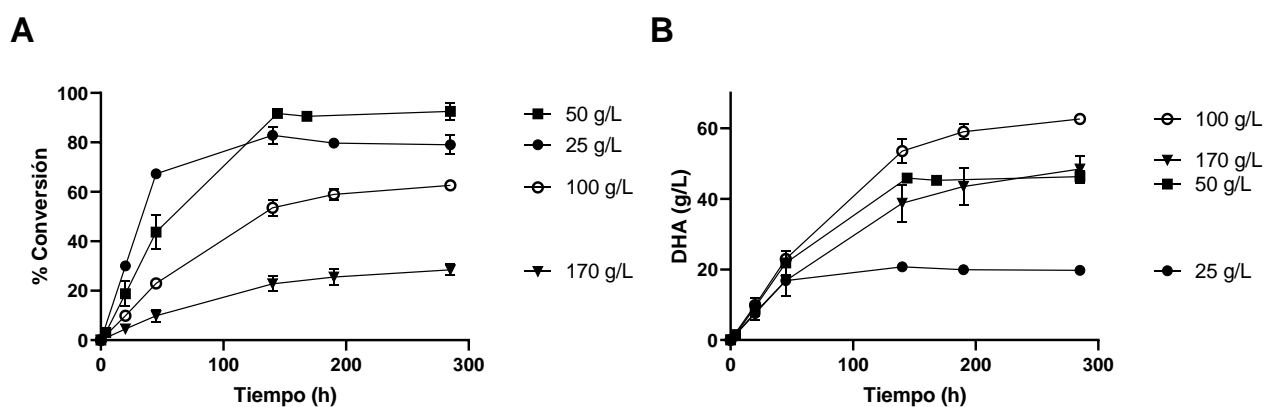 A
% Conversión
100
80
60
40
20
0
0 100 200 300
Tiempo (h)
50 g/L
25 g/L
100 g/L
170 g/L
B
DHA (g/L)
60
40
20
0
0 100 200 300
Tiempo (h)
100 g/L
170 g/L
50 g/L
25 g/L